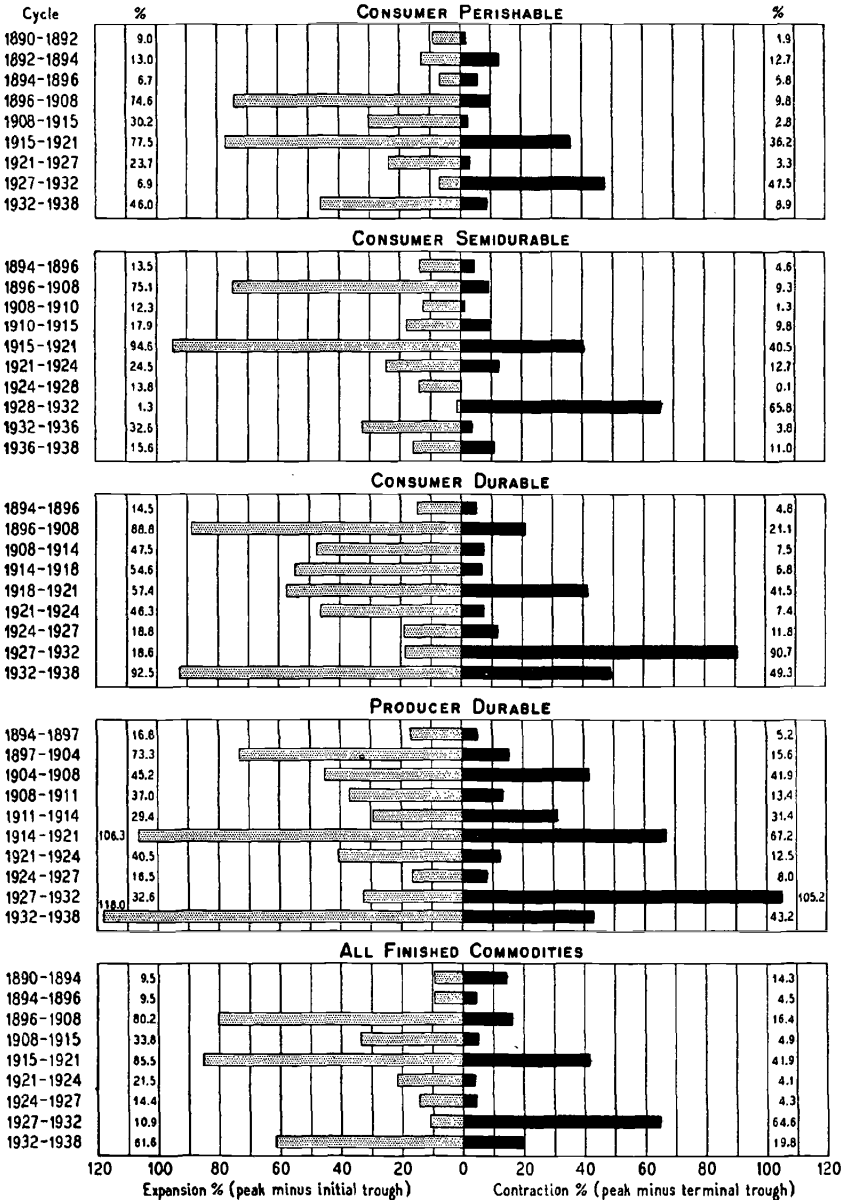 Cycle % CONSUMER PERISHABLE %
1890-1892 9.0 1.9
1892-1894 13.0 12.7
1894-1896 6.7 5.8
1896-1908 74.6 9.8
1908-1915 30.2 2.8
1915-1921 77.5 36.2
1921-1927 23.7 3.3
1927-1932 6.9 47.5
1932-1938 46.0 8.9
CONSUMER SEMIDURABLE
1894-1896 13.5 4.6
1896-1908 75.1 9.3
1908-1910 12.3 1.3
1910-1915 17.9 9.8
1915-1921 94.6 40.5
1921-1924 24.5 12.7
1924-1928 13.8 0.1
1928-1932 1.3 65.8
1932-1936 32.6 3.8
1936-1938 15.6 11.0
CONSUMER DURABLE
1894-1896 14.5 4.8
1896-1908 88.8 21.1
1908-1914 47.5 7.5
1914-1918 54.6 6.8
1918-1921 57.4 41.5
1921-1924 46.3 7.4
1924-1927 18.8 11.8
1927-1932 18.6 90.7
1932-1938 92.5 49.3
PRODUCER DURABLE
1894-1897 16.8 5.2
1897-1904 73.3 15.6
1904-1908 45.2 41.9
1908-1911 37.0 13.4
1911-1914 29.4 31.4
1914-1921 106.3 67.2
1921-1924 40.5 12.5
1924-1927 16.5 8.0
1927-1932 32.6 105.2
1932-1938 118.0 43.2
ALL FINISHED COMMODITIES
1890-1894 9.5 14.3
1894-1896 9.5 4.5
1896-1908 80.2 16.4
1908-1915 33.8 4.9
1915-1921 85.5 41.9
1921-1924 21.5 4.1
1924-1927 14.4 4.3
1927-1932 10.9 64.6
1932-1938 61.6 19.8
120 100 80 60 40 20 0 20 40 60 80 100 120
Expansion % (peak minus initial trough) Contraction % (peak minus terminal trough)